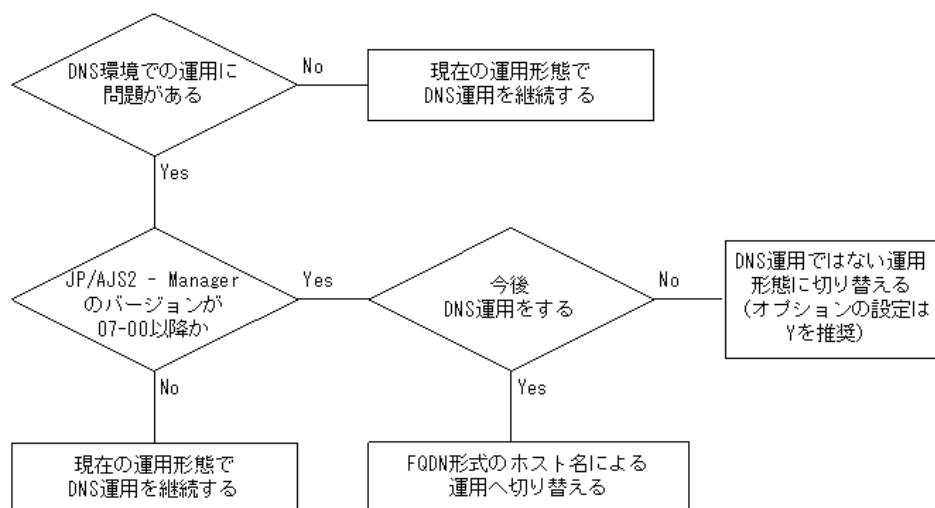 DNS環境での運用に
問題がある
No
現在の運用形態で
DNS運用を継続する
Yes
JP/AJS2 - Manager
のバージョンが
07-00以降か
Yes
今後
DNS運用をする
No
DNS運用ではない運用
形態に切り替える
(オプションの設定は
Yを推奨)
No
Yes
現在の運用形態で
DNS運用を継続する
FQDN形式のホスト名による
運用へ切り替える